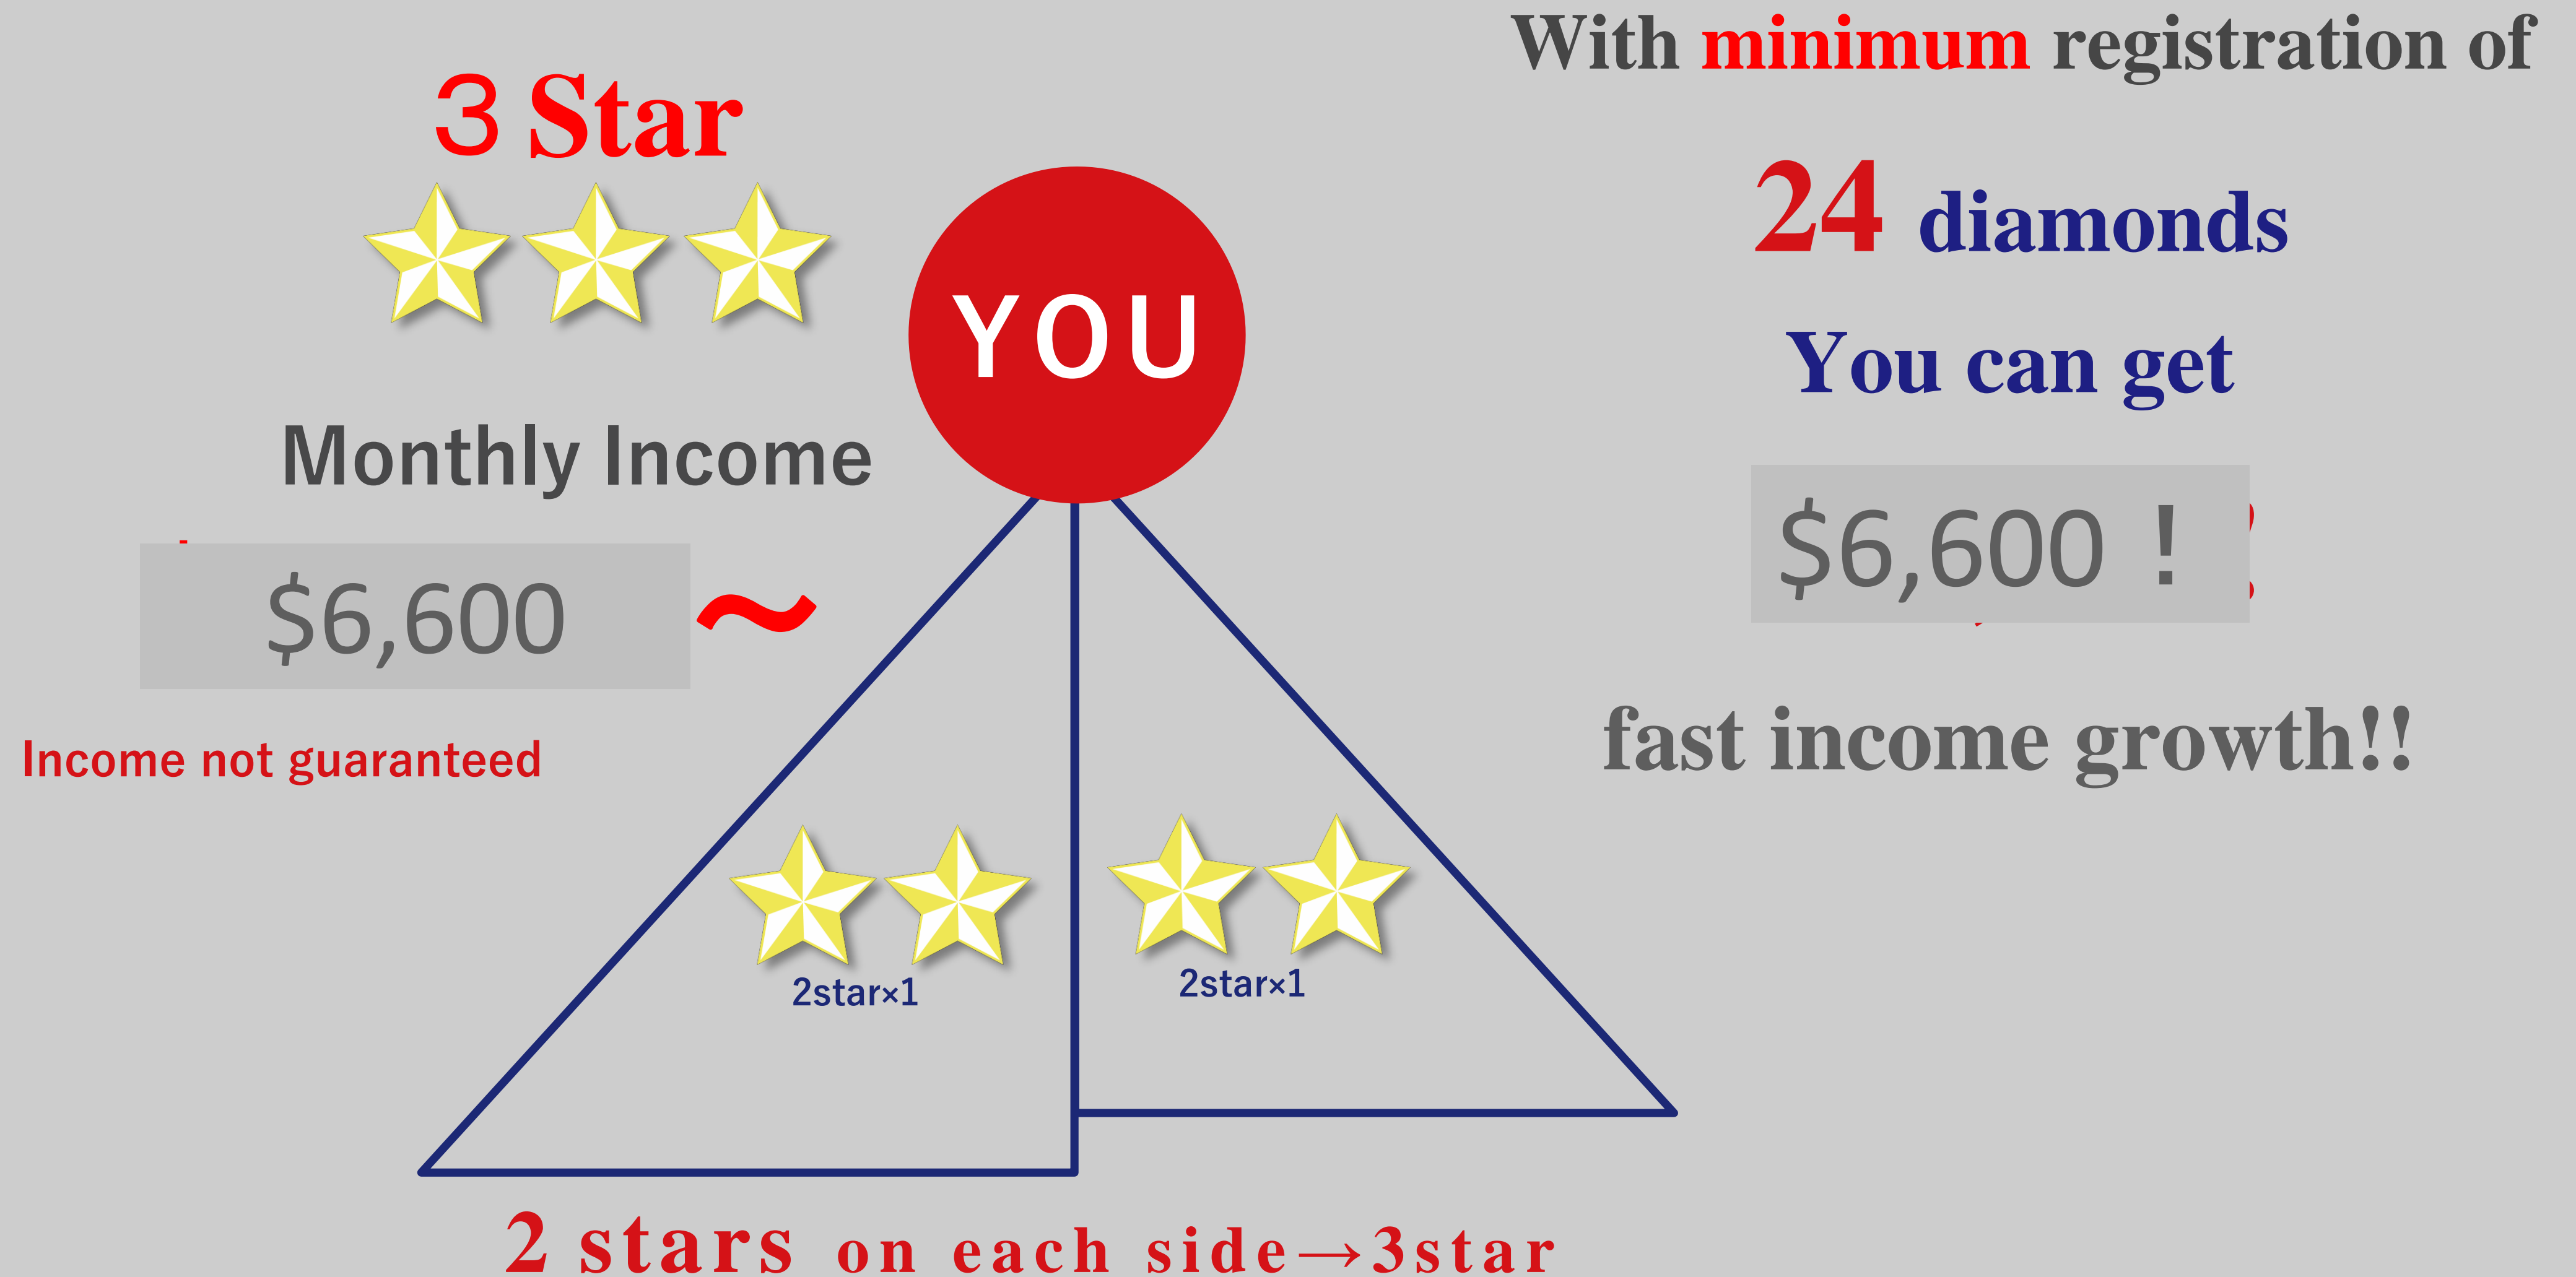 With minimum registration of
3 Star
24 diamonds
YOU
You can get
Monthly Income
$6,600 !
$6,600 ~
fast income growth!!
Income not guaranteed
2star×1
2star×1
2 stars on each side→3star